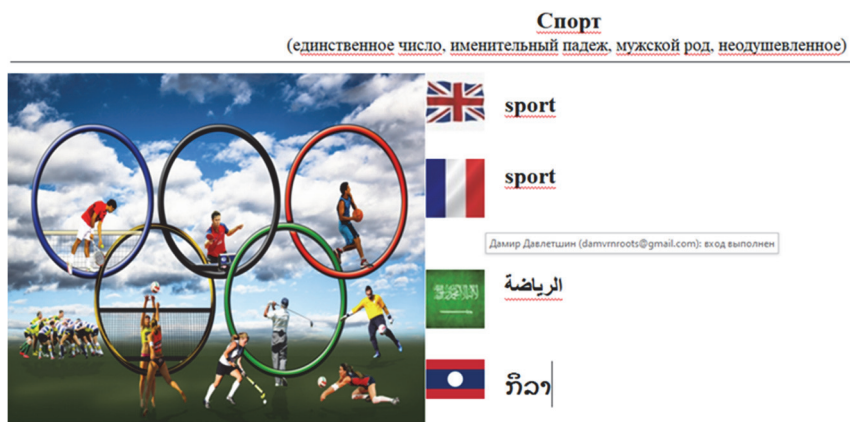 Спорт
(единственное число, именительный падеж, мужской род, неодушевленное)
sport
sport
Дамир Давлетшин (damvrnroots@gmail.com): вход выполнен
الرياضة
ກິລາ